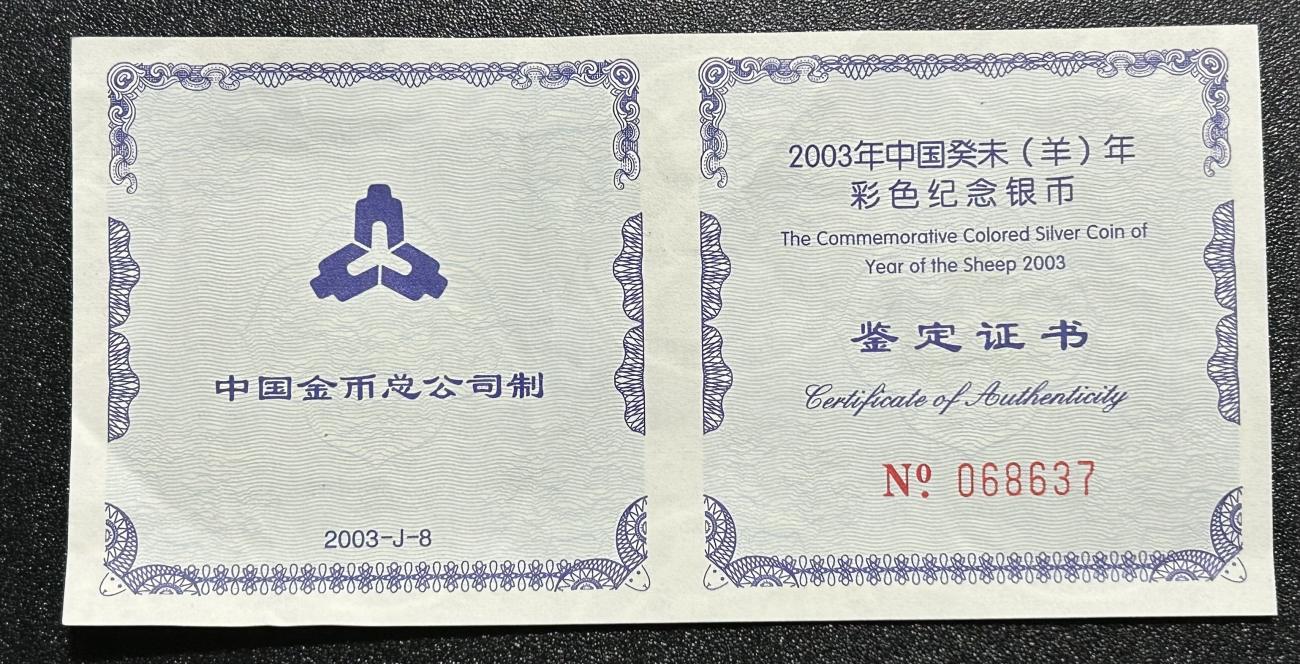 中国金币总公司制
2003-J-8
2003年中国癸未（羊）年
彩色纪念银币
The Commemorative Colored Silver Coin of
Year of the Sheep 2003
鉴定证书
Certificate of Authenticity
Nº. 068637